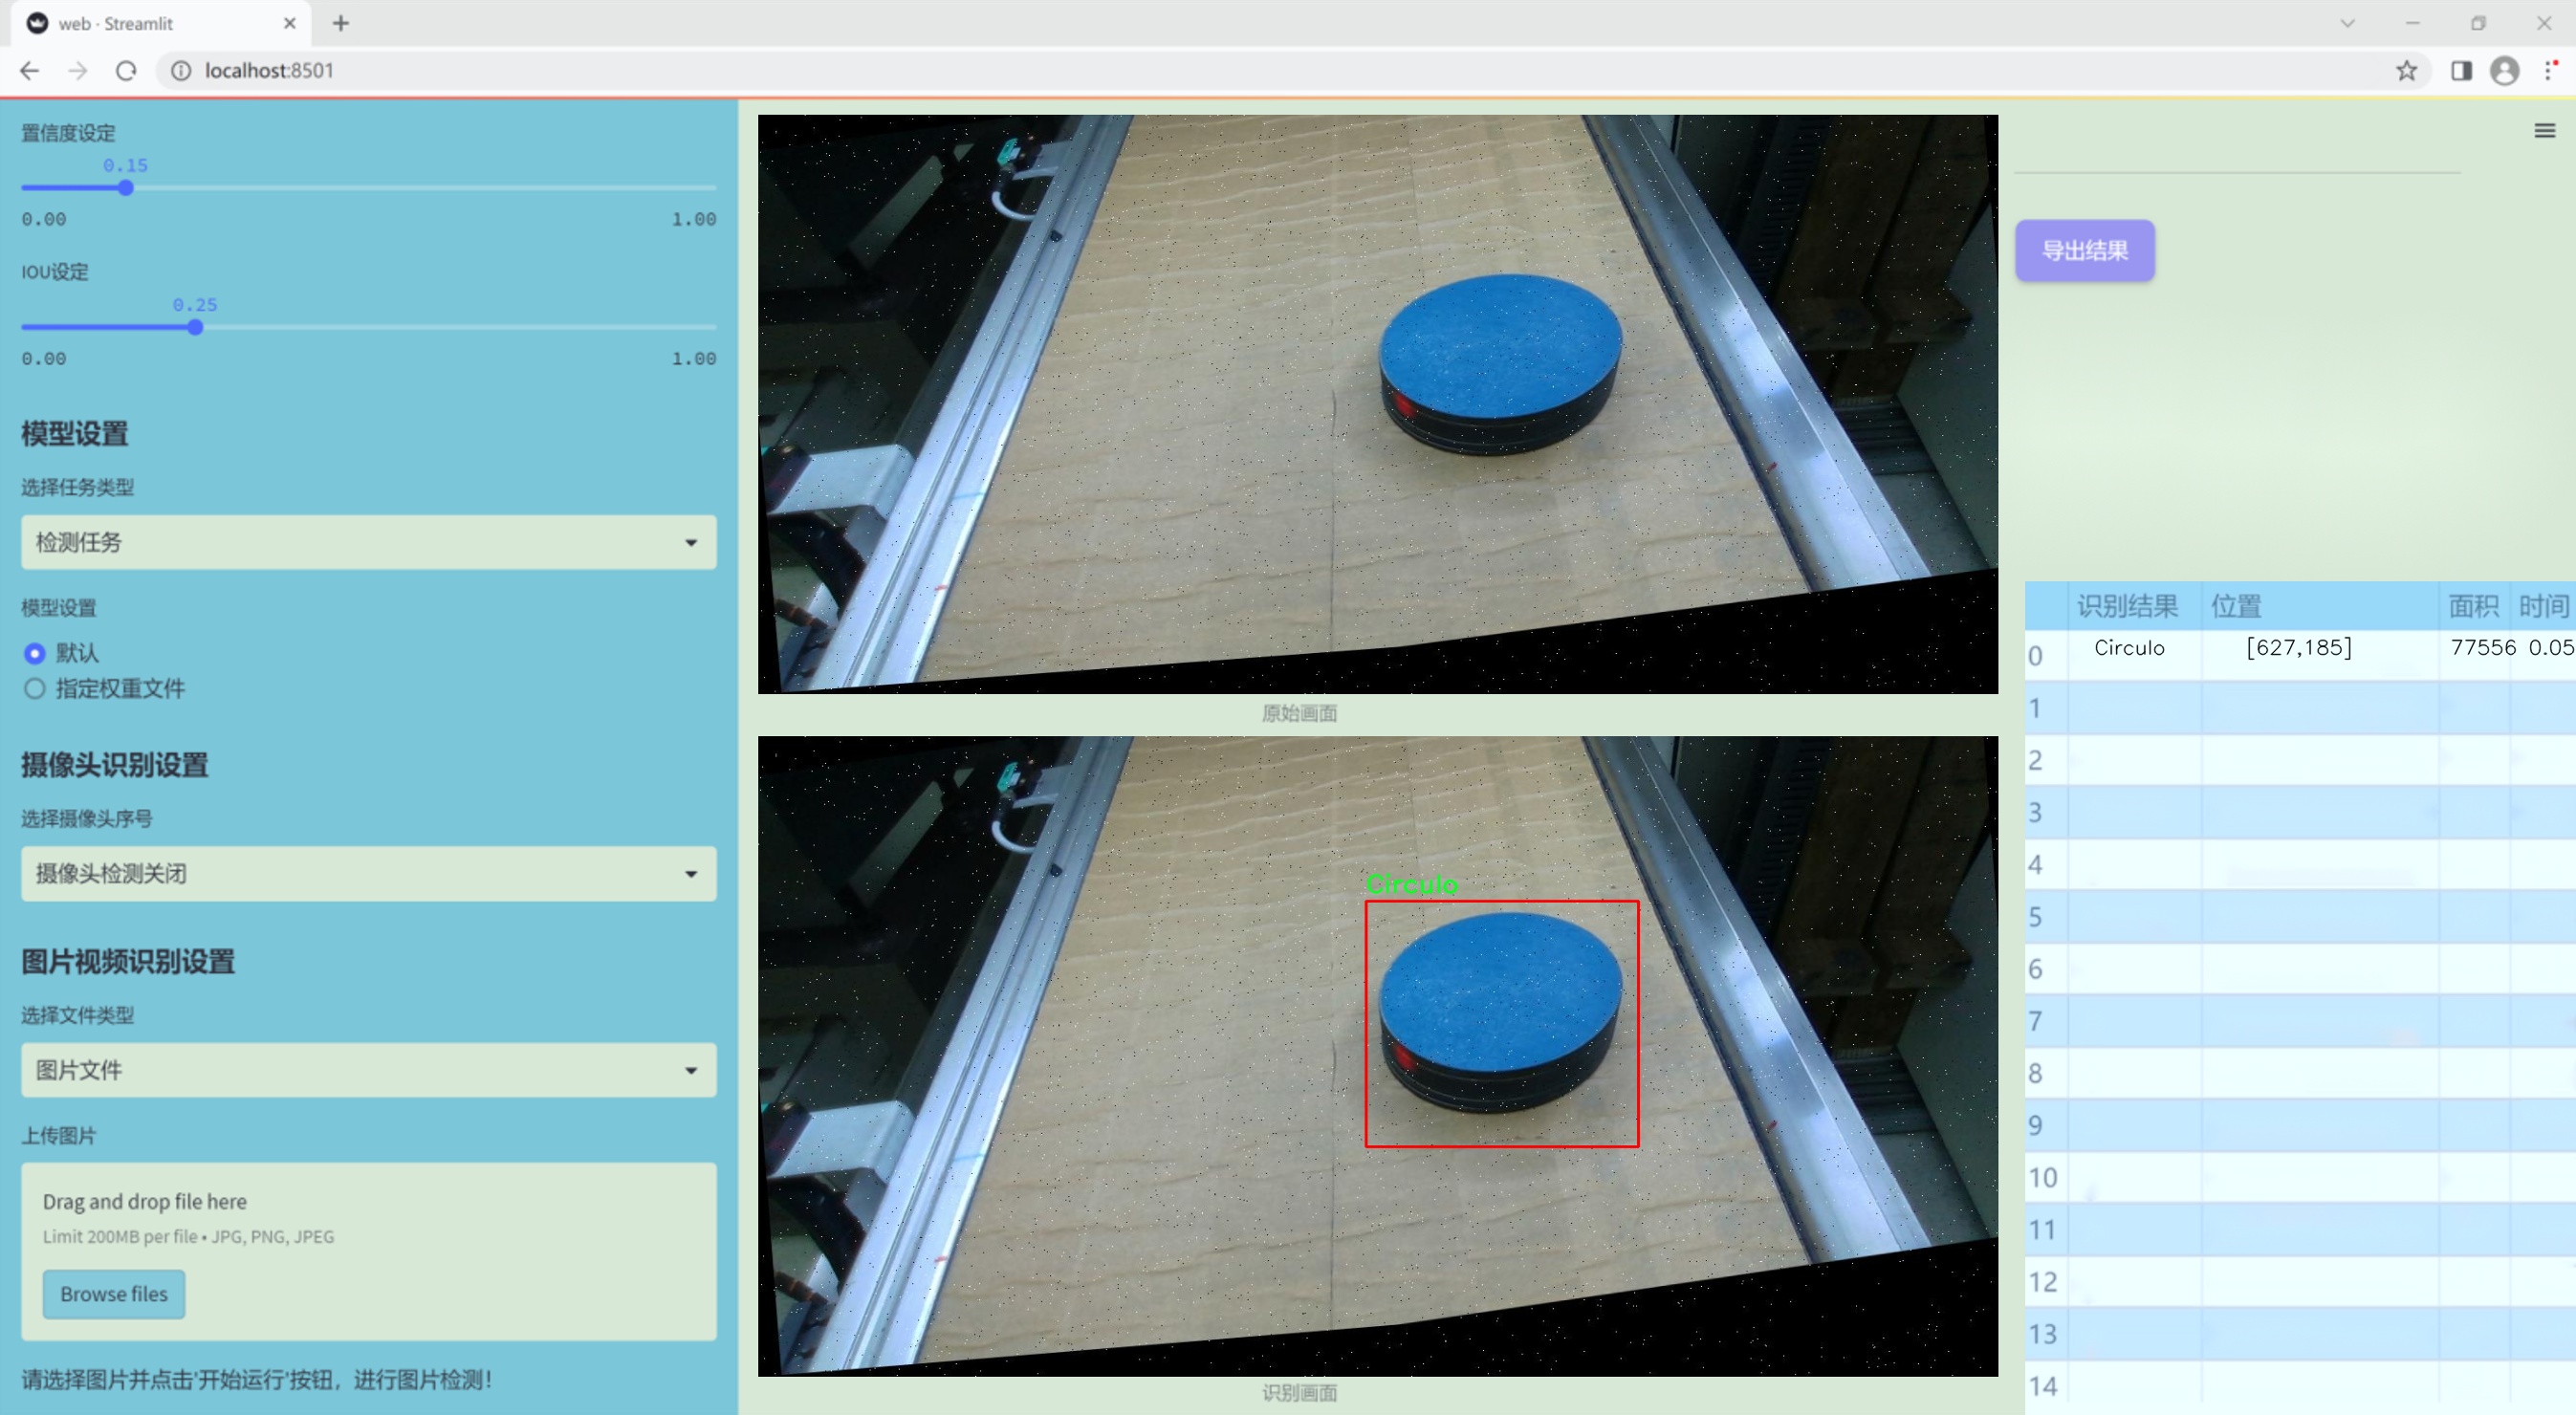 web · Streamlit
localhost:8501
置信度设定
0.15
0.00 1.00
IOU设定
0.25
0.00 1.00
模型设置
选择任务类型
检测任务
模型设置
默认
指定权重文件
摄像头识别设置
选择摄像头序号
摄像头检测关闭
图片视频识别设置
选择文件类型
图片文件
上传图片
Drag and drop file here
Limit 200MB per file • JPG, PNG, JPEG
Browse files
请选择图片并点击'开始运行'按钮，进行图片检测！
原始画面
Circulo
识别画面
导出结果
识别结果 位置 面积 时间
0 Circulo [627,185] 77556 0.05
1
2
3
4
5
6
7
8
9
10
11
12
13
14